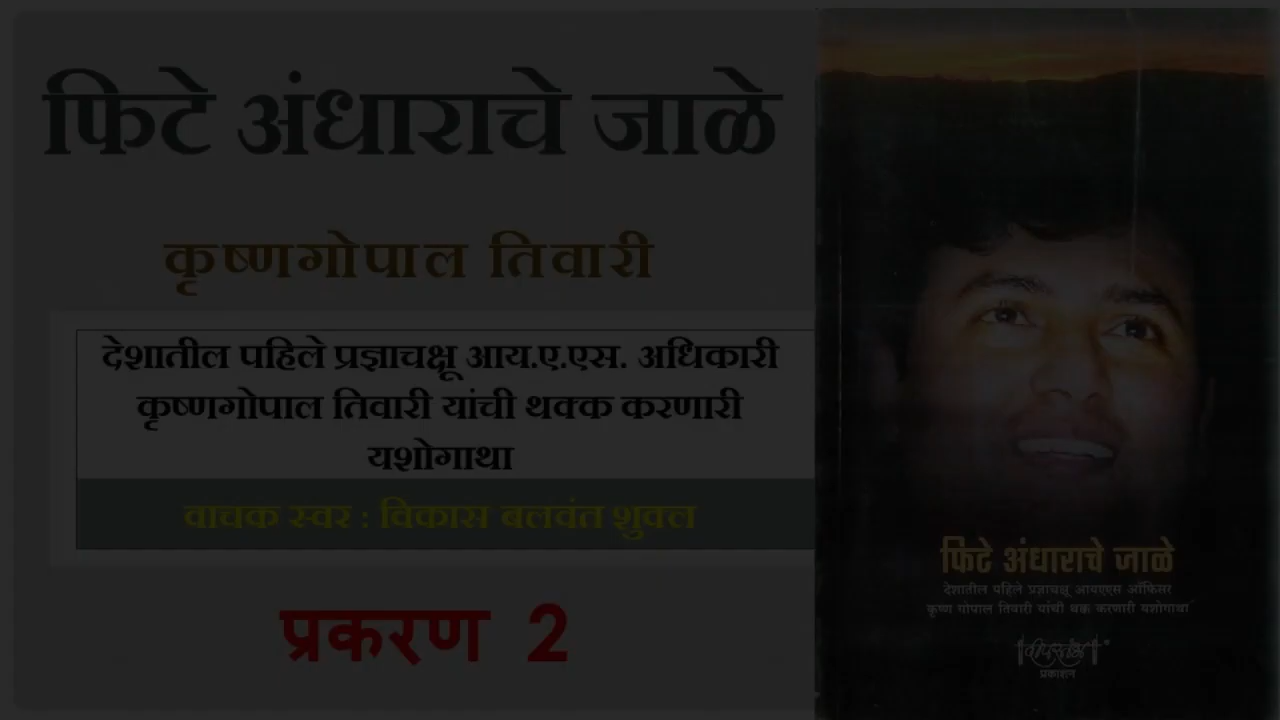 फिटे अंधाराचे जाळे
कृष्णगोपाल तिवारी
देशातील पहिले प्रज्ञाचक्षू आय.ए.एस. अधिकारी
कृष्णगोपाल तिवारी यांची थक्क करणारी
यशोगाथा
वाचक स्वर : विकास बलवंत शुक्ल
प्रकरण 2
फिटे अंधाराचे जाळे
देशातील पहिले प्रज्ञाचक्षू आयएएस ऑफिसर
कृष्ण गोपाल तिवारी यांची थक्क करणारी यशोगाथा
दीपस्तंभ
प्रकाशन